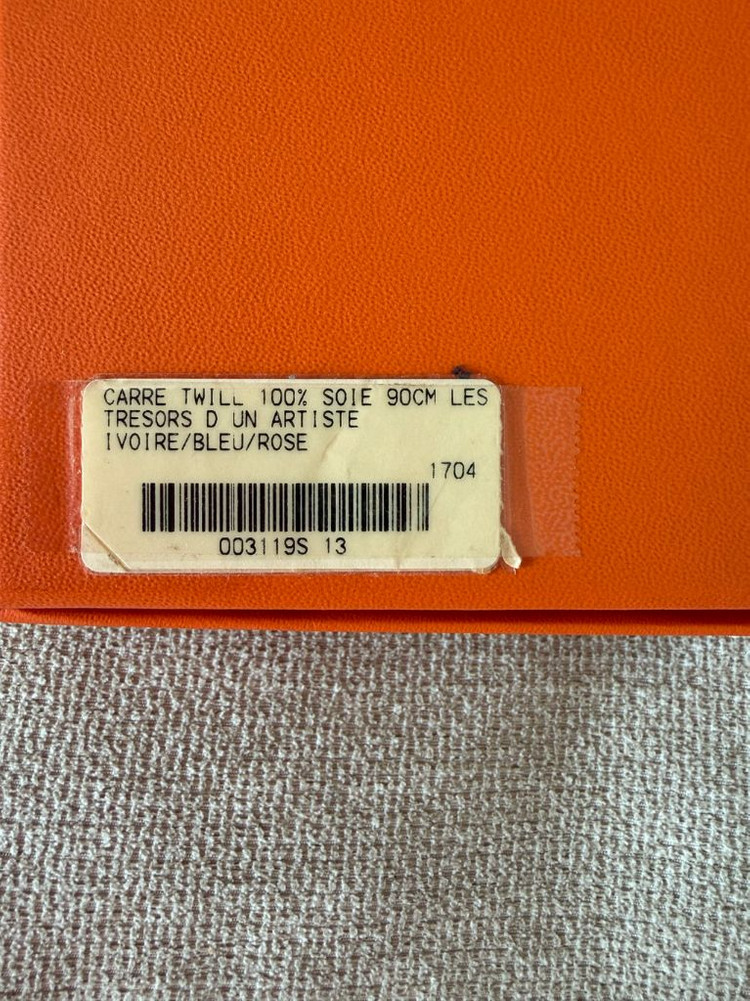 CARRE TWILL 100% SOIE 90CM LES
TRESORS D UN ARTISTE
IVOIRE/BLEU/ROSE
1704
003119S 13